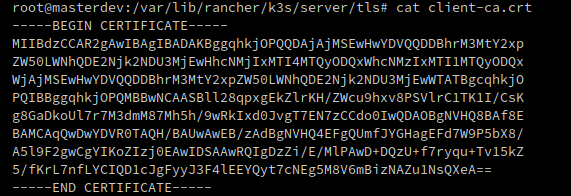 root@masterdev:/var/lib/rancher/k3s/server/tls# cat client-ca.crt
-----BEGIN CERTIFICATE-----
MIIBdzCCAR2gAwIBAgIBADAKBggqhkjOPQQDAjAjMSEwHwYDVQQDDBhrM3MtY2xp
ZW50LWNhQDE2Njk2NDU3MjEwHhcNMjIxMTI4MTQyODQxWhcNMzIxMTI1MTQyODQx
WjAjMSEwHwYDVQQDDBhrM3MtY2xpZW50LWNhQDE2Njk2NDU3MjEwWTATBgcqhkjO
PQIBBggqhkjOPQMBBwNCAASBll28qpxgEkZlrKH/ZWcu9hxv8PSVlrC1TK1I/CsK
g8GaDkoUl7r7M3dmM87Mh5h/9wRkIxd0JvgT7EN7zCCdo0IwQDAOBgNVHQ8BAf8E
BAMCAqQwDwYDVR0TAQH/BAUwAwEB/zAdBgNVHQ4EFgQUmfJYGHagEFd7W9P5bX8/
A5l9F2gwCgYIKoZIzj0EAwIDSAAwRQIgDzZi/E/MlPAwD+DQzU+f7ryqu+Tv15kZ
5/fKrL7nfLYCIQD1cJgFyyJ3F4lEEYQyt7cNEg5M8V6mBizNAZu1NsQXeA==
-----END CERTIFICATE-----